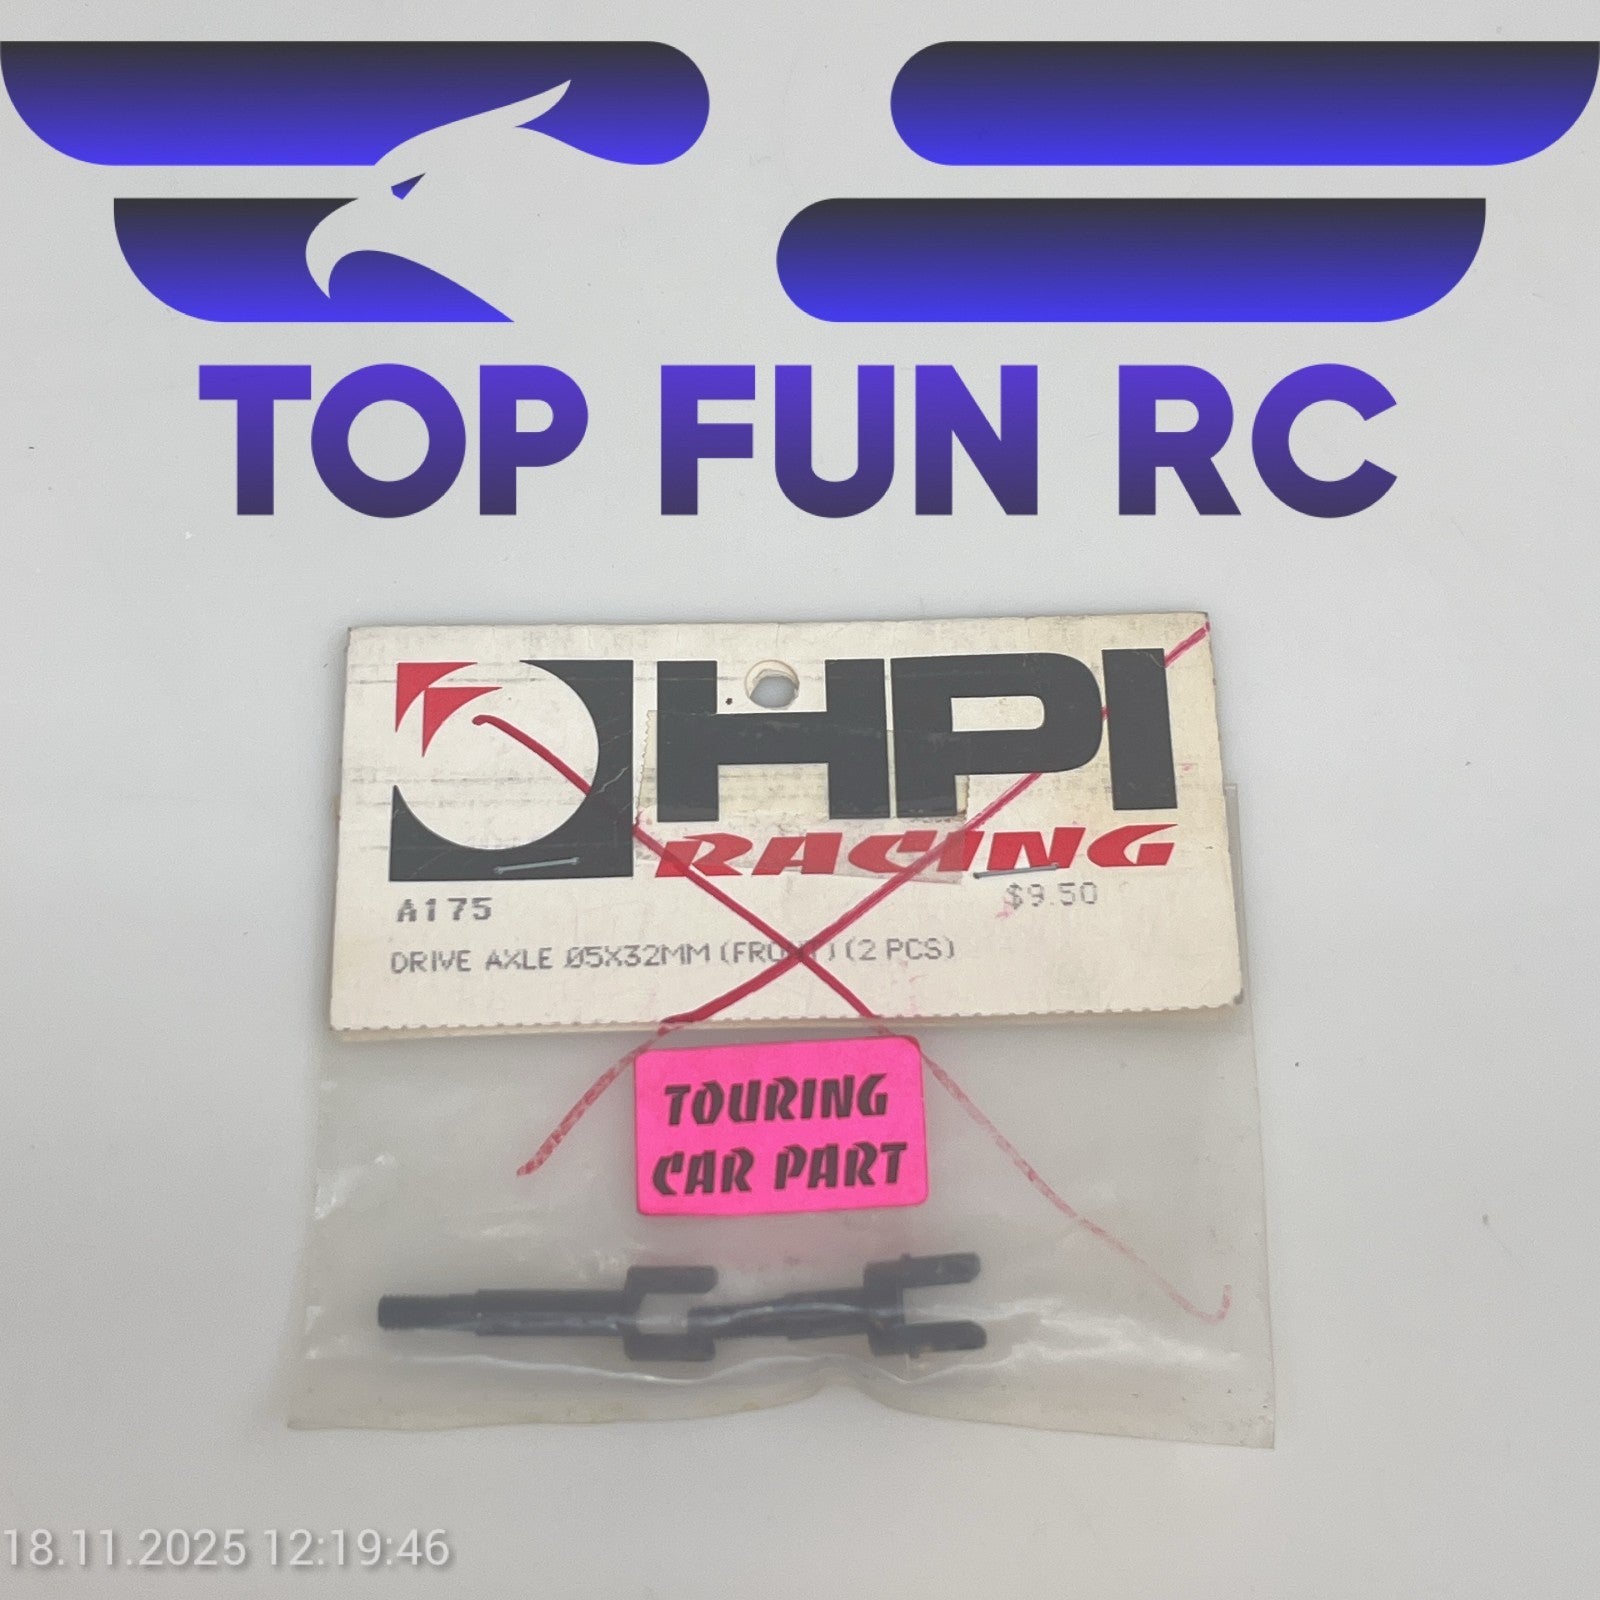 TOP FUN RC
HPI
RACING
A175
$9.50
DRIVE AXLE Ø5X32MM (FRONT) (2 PCS)
TOURING
CAR PART
18.11.2025 12:19:46